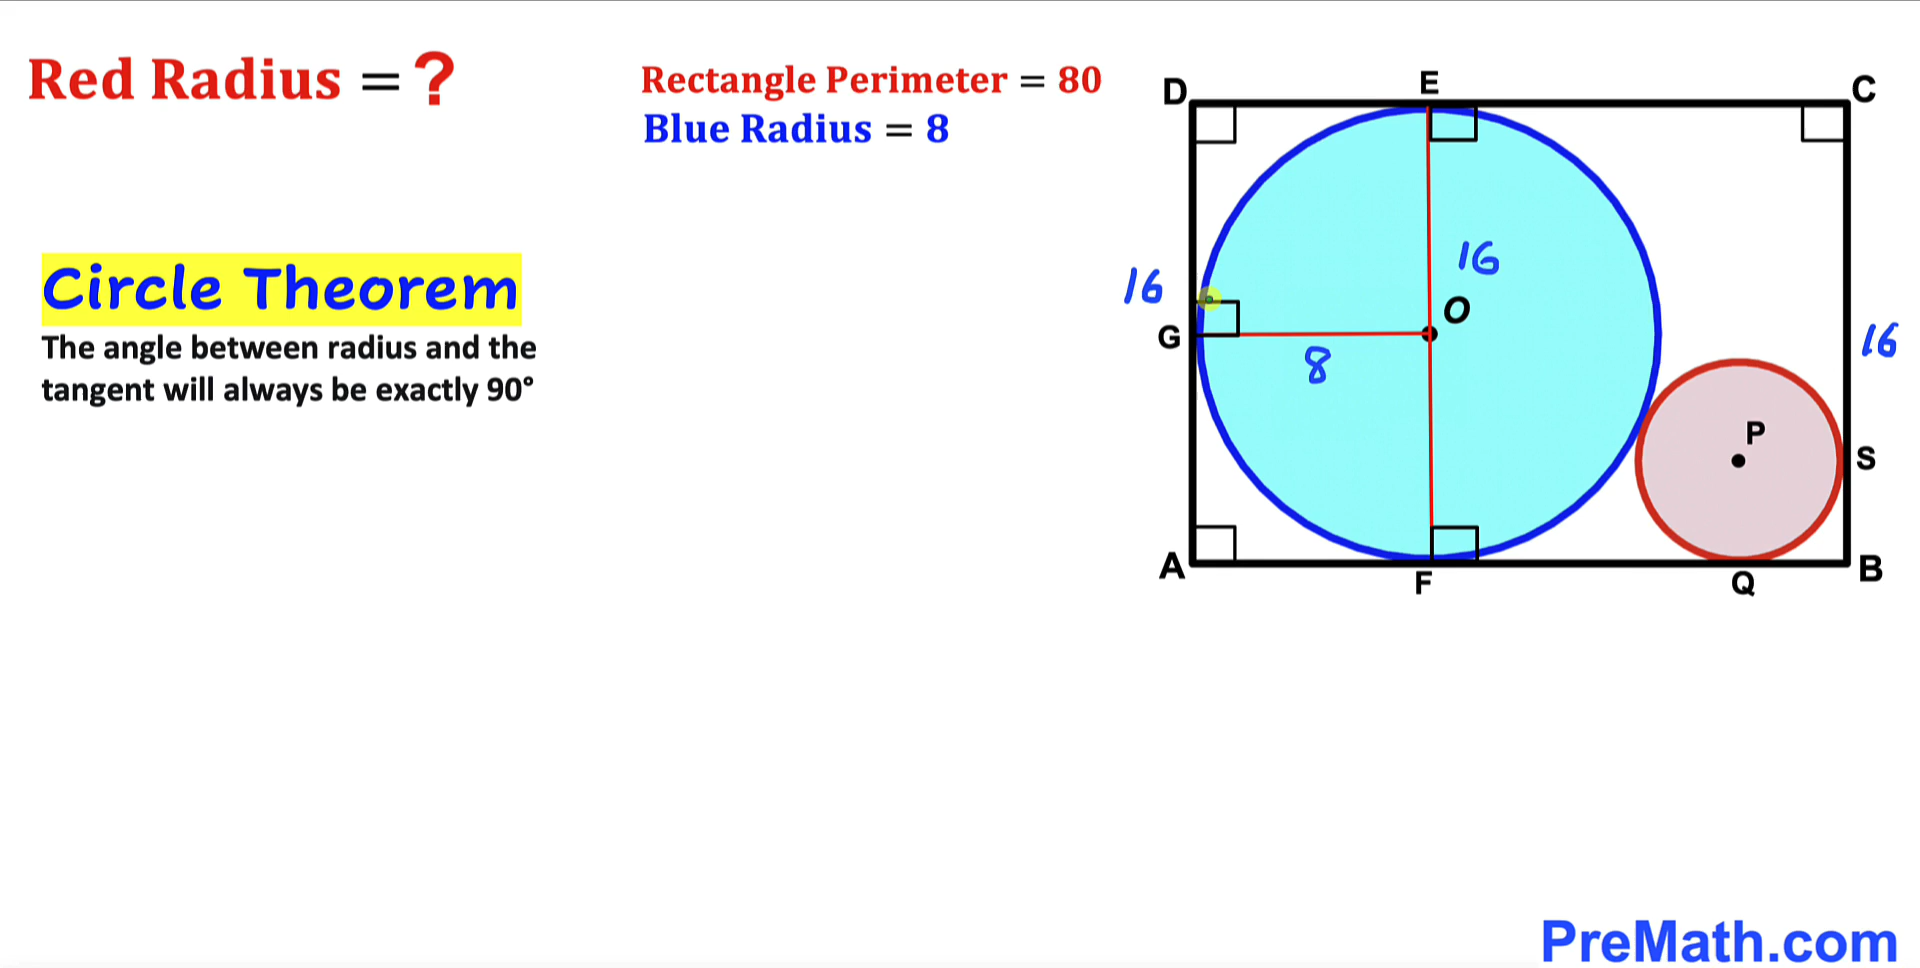 Red Radius = ?
Rectangle Perimeter = 80
Blue Radius = 8
Circle Theorem
The angle between radius and the
tangent will always be exactly 90°
D
E
C
16
16
O
G
8
16
P
S
A
F
Q
B
PreMath.com